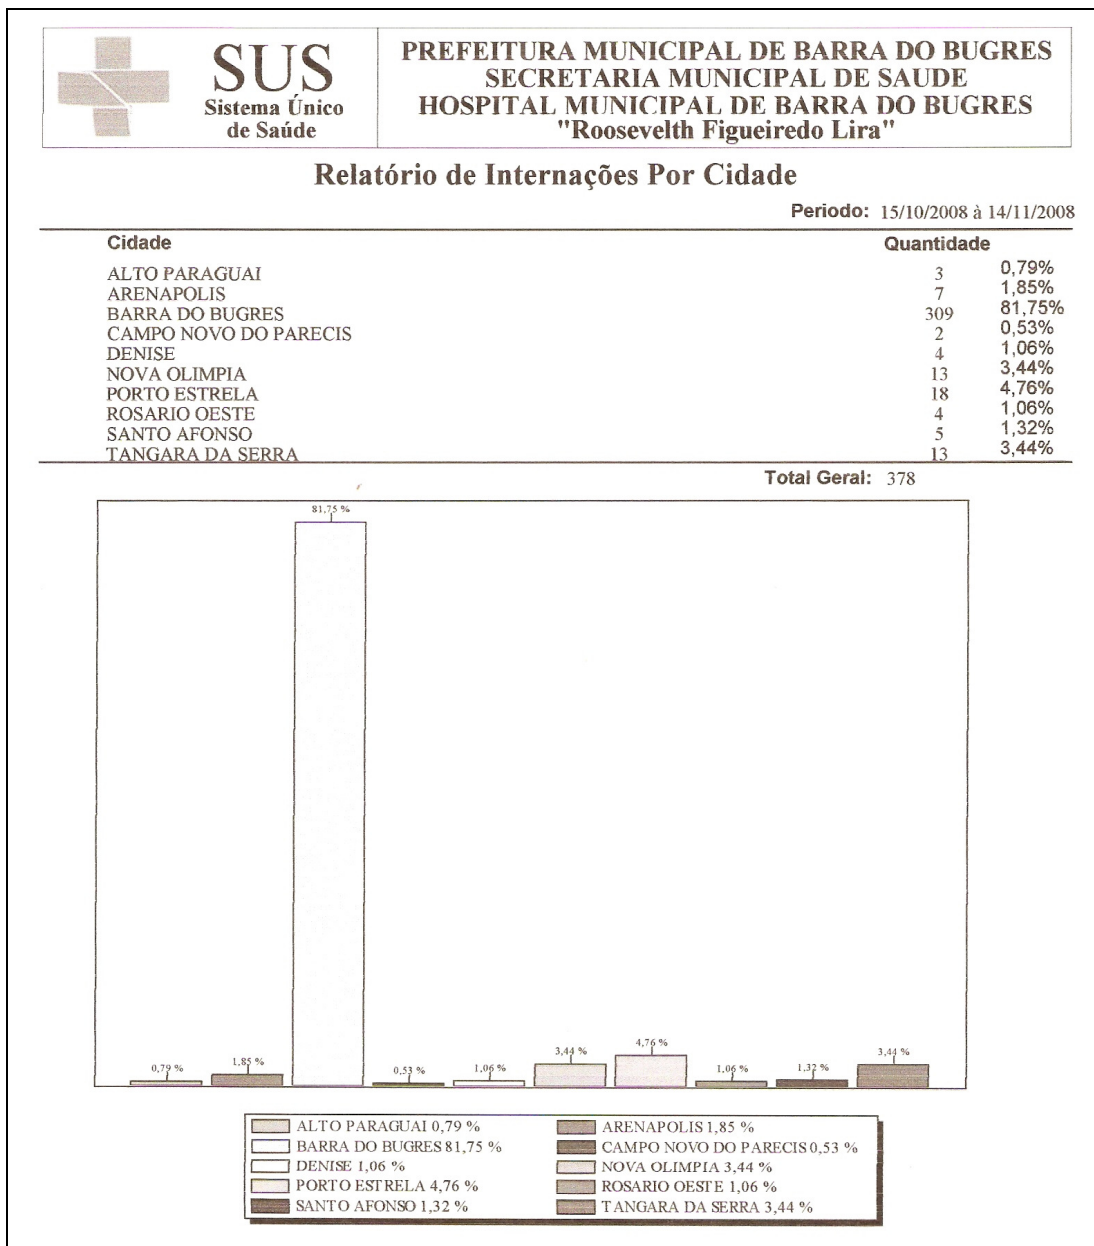 SUS
Sistema Único
de Saúde
PREFEITURA MUNICIPAL DE BARRA DO BUGRES
SECRETARIA MUNICIPAL DE SAUDE
HOSPITAL MUNICIPAL DE BARRA DO BUGRES
"Roosevelth Figueiredo Lira"
Relatório de Internações Por Cidade
Periodo: 15/10/2008 à 14/11/2008
Cidade Quantidade
ALTO PARAGUAI 3 0,79%
ARENAPOLIS 7 1,85%
BARRA DO BUGRES 309 81,75%
CAMPO NOVO DO PARECIS 2 0,53%
DENISE 4 1,06%
NOVA OLIMPIA 13 3,44%
PORTO ESTRELA 18 4,76%
ROSARIO OESTE 4 1,06%
SANTO AFONSO 5 1,32%
TANGARA DA SERRA 13 3,44%
Total Geral: 378
81,75 %
0,79 % 1,85 % 0,53 % 1,06 % 3,44 % 4,76 % 1,06 % 1,32 % 3,44 %
ALTO PARAGUAI 0,79 % ARENAPOLIS 1,85 %
BARRA DO BUGRES 81,75 % CAMPO NOVO DO PARECIS 0,53 %
DENISE 1,06 % NOVA OLIMPIA 3,44 %
PORTO ESTRELA 4,76 % ROSARIO OESTE 1,06 %
SANTO AFONSO 1,32 % TANGARA DA SERRA 3,44 %